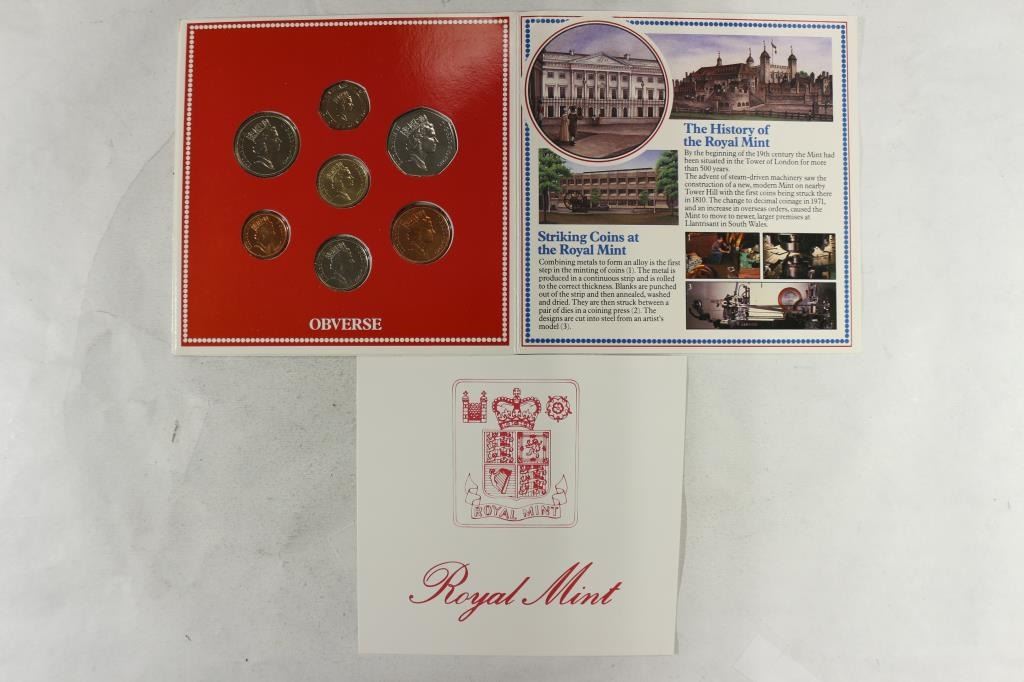 OBVERSE
The History of
the Royal Mint
By the beginning of the 19th century the Mint had
been situated in the Tower of London for more
than 500 years.
The advent of steam-driven machinery saw the
construction of a new, modern Mint on nearby
Tower Hill with the first coins being struck there
in 1810. The change to decimal coinage in 1971,
and an increase in overseas orders, caused the
Mint to move to newer, larger premises at
Llantrisant in South Wales.
Striking Coins at
the Royal Mint
Combining metals to form an alloy is the first
step in the minting of coins (1). The metal is
produced in a continuous strip and is rolled
to the correct thickness. Blanks are punched
out of the strip and then annealed, washed
and dried. They are then struck between a
pair of dies in a coining press (2). The
designs are cut into steel from an artist's
model (3).
1
2
3
ROYAL MINT
Royal Mint